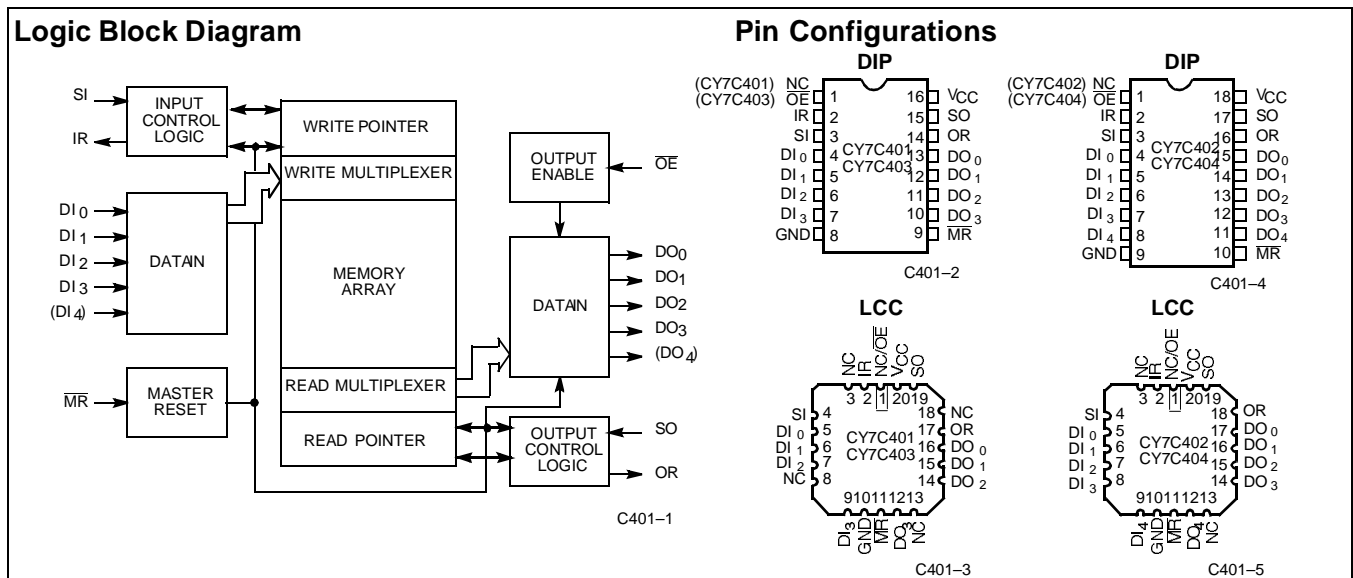 Logic Block Diagram
SI
IR
INPUT
CONTROL
LOGIC
WRITE POINTER
WRITE MULTIPLEXER
MEMORY
ARRAY
READ MULTIPLEXER
READ POINTER
DI0
DI1
DI2
DI3
(DI4)
DATAIN
MR
MASTER
RESET
OUTPUT
ENABLE
OE
DATAIN
DO0
DO1
DO2
DO3
(DO4)
OUTPUT
CONTROL
LOGIC
SO
OR
C401–1
Pin Configurations
DIP
(CY7C401) NC
(CY7C403) OE 1 16 VCC
IR 2 15 SO
SI 3 14 OR
DI0 4 CY7C401 13 DO0
DI1 5 CY7C403 12 DO1
DI2 6 11 DO2
DI3 7 10 DO3
GND 8 9 MR
C401–2
DIP
(CY7C402) NC
(CY7C404) OE 1 18 VCC
IR 2 17 SO
SI 3 16 OR
DI0 4 CY7C402 15 DO0
DI1 5 CY7C404 14 DO1
DI2 6 13 DO2
DI3 7 12 DO3
DI4 8 11 DO4
GND 9 10 MR
C401–4
LCC
NC IR NC/OE VCC SO
3 2 1 20 19
SI 4 18 NC
DI0 5 17 OR
DI1 6 CY7C401 16 DO0
DI2 7 CY7C403 15 DO1
NC 8 14 DO2
9 10 11 12 13
DI3 GND MR DO3 NC
C401–3
LCC
NC IR NC/OE VCC SO
3 2 1 20 19
SI 4 18 OR
DI0 5 17 DO0
DI1 6 CY7C402 16 DO1
DI2 7 CY7C404 15 DO2
DI3 8 14 DO3
9 10 11 12 13
DI4 GND MR DO4 NC
C401–5